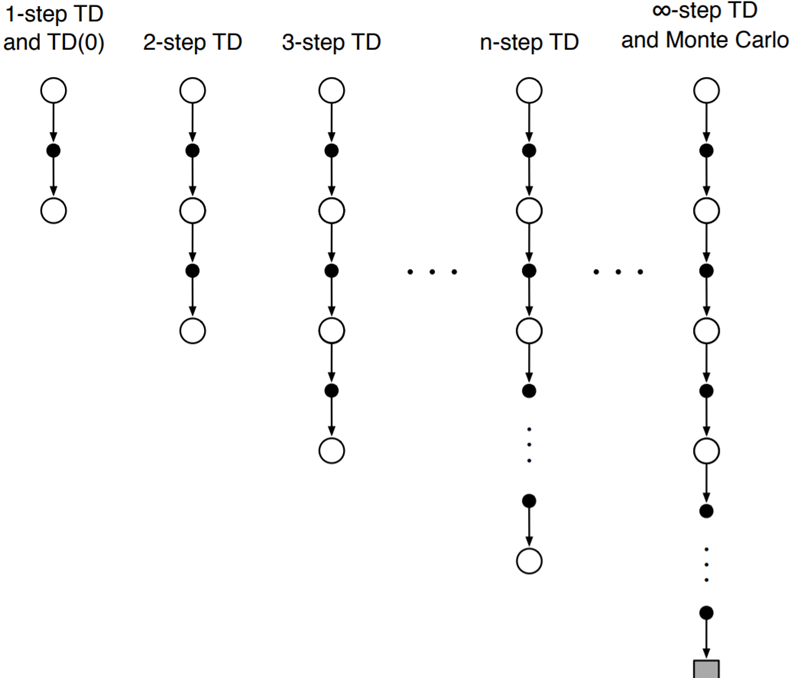 1-step TD
and TD(0)
2-step TD
3-step TD
n-step TD
∞-step TD
and Monte Carlo